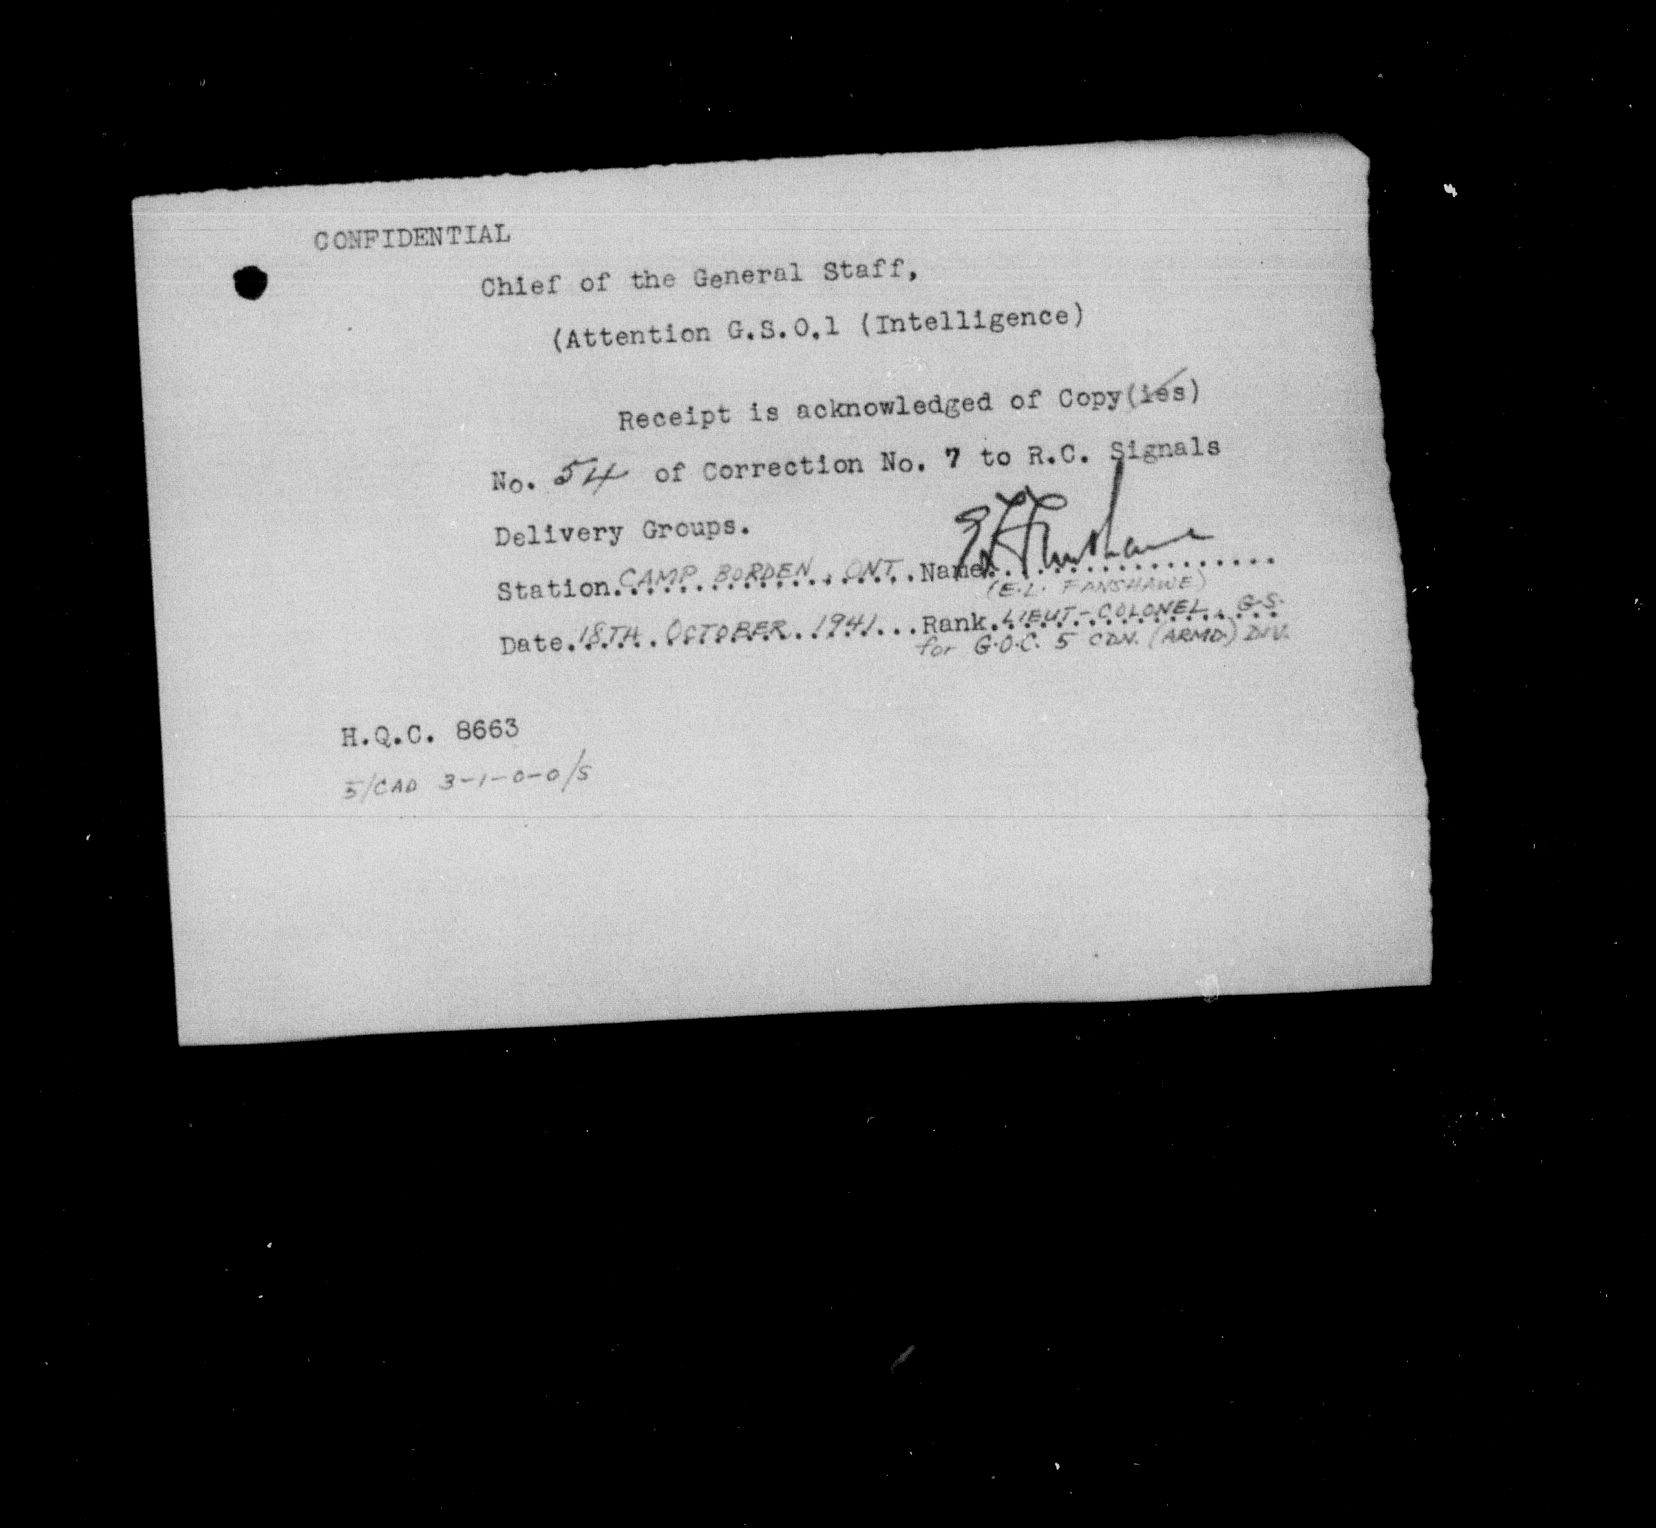 CONFIDENTIAL
Chief of the General Staff,
(Attention G.S.O.1 (Intelligence)
Receipt is acknowledged of Copy(ies)
No. 54 of Correction No. 7 to R.C. Signals
Delivery Groups.
Station. CAMP BORDEN, ONT. Name. E L Fanshawe
(E.L. FANSHAWE)
Date. 18TH. OCTOBER 1941 ...Rank. LIEUT-COLONEL, G.S.
for G.O.C. 5 CDN. (ARMD.) DIV.
H.Q.C. 8663
5/CAD 3-1-0-0/S